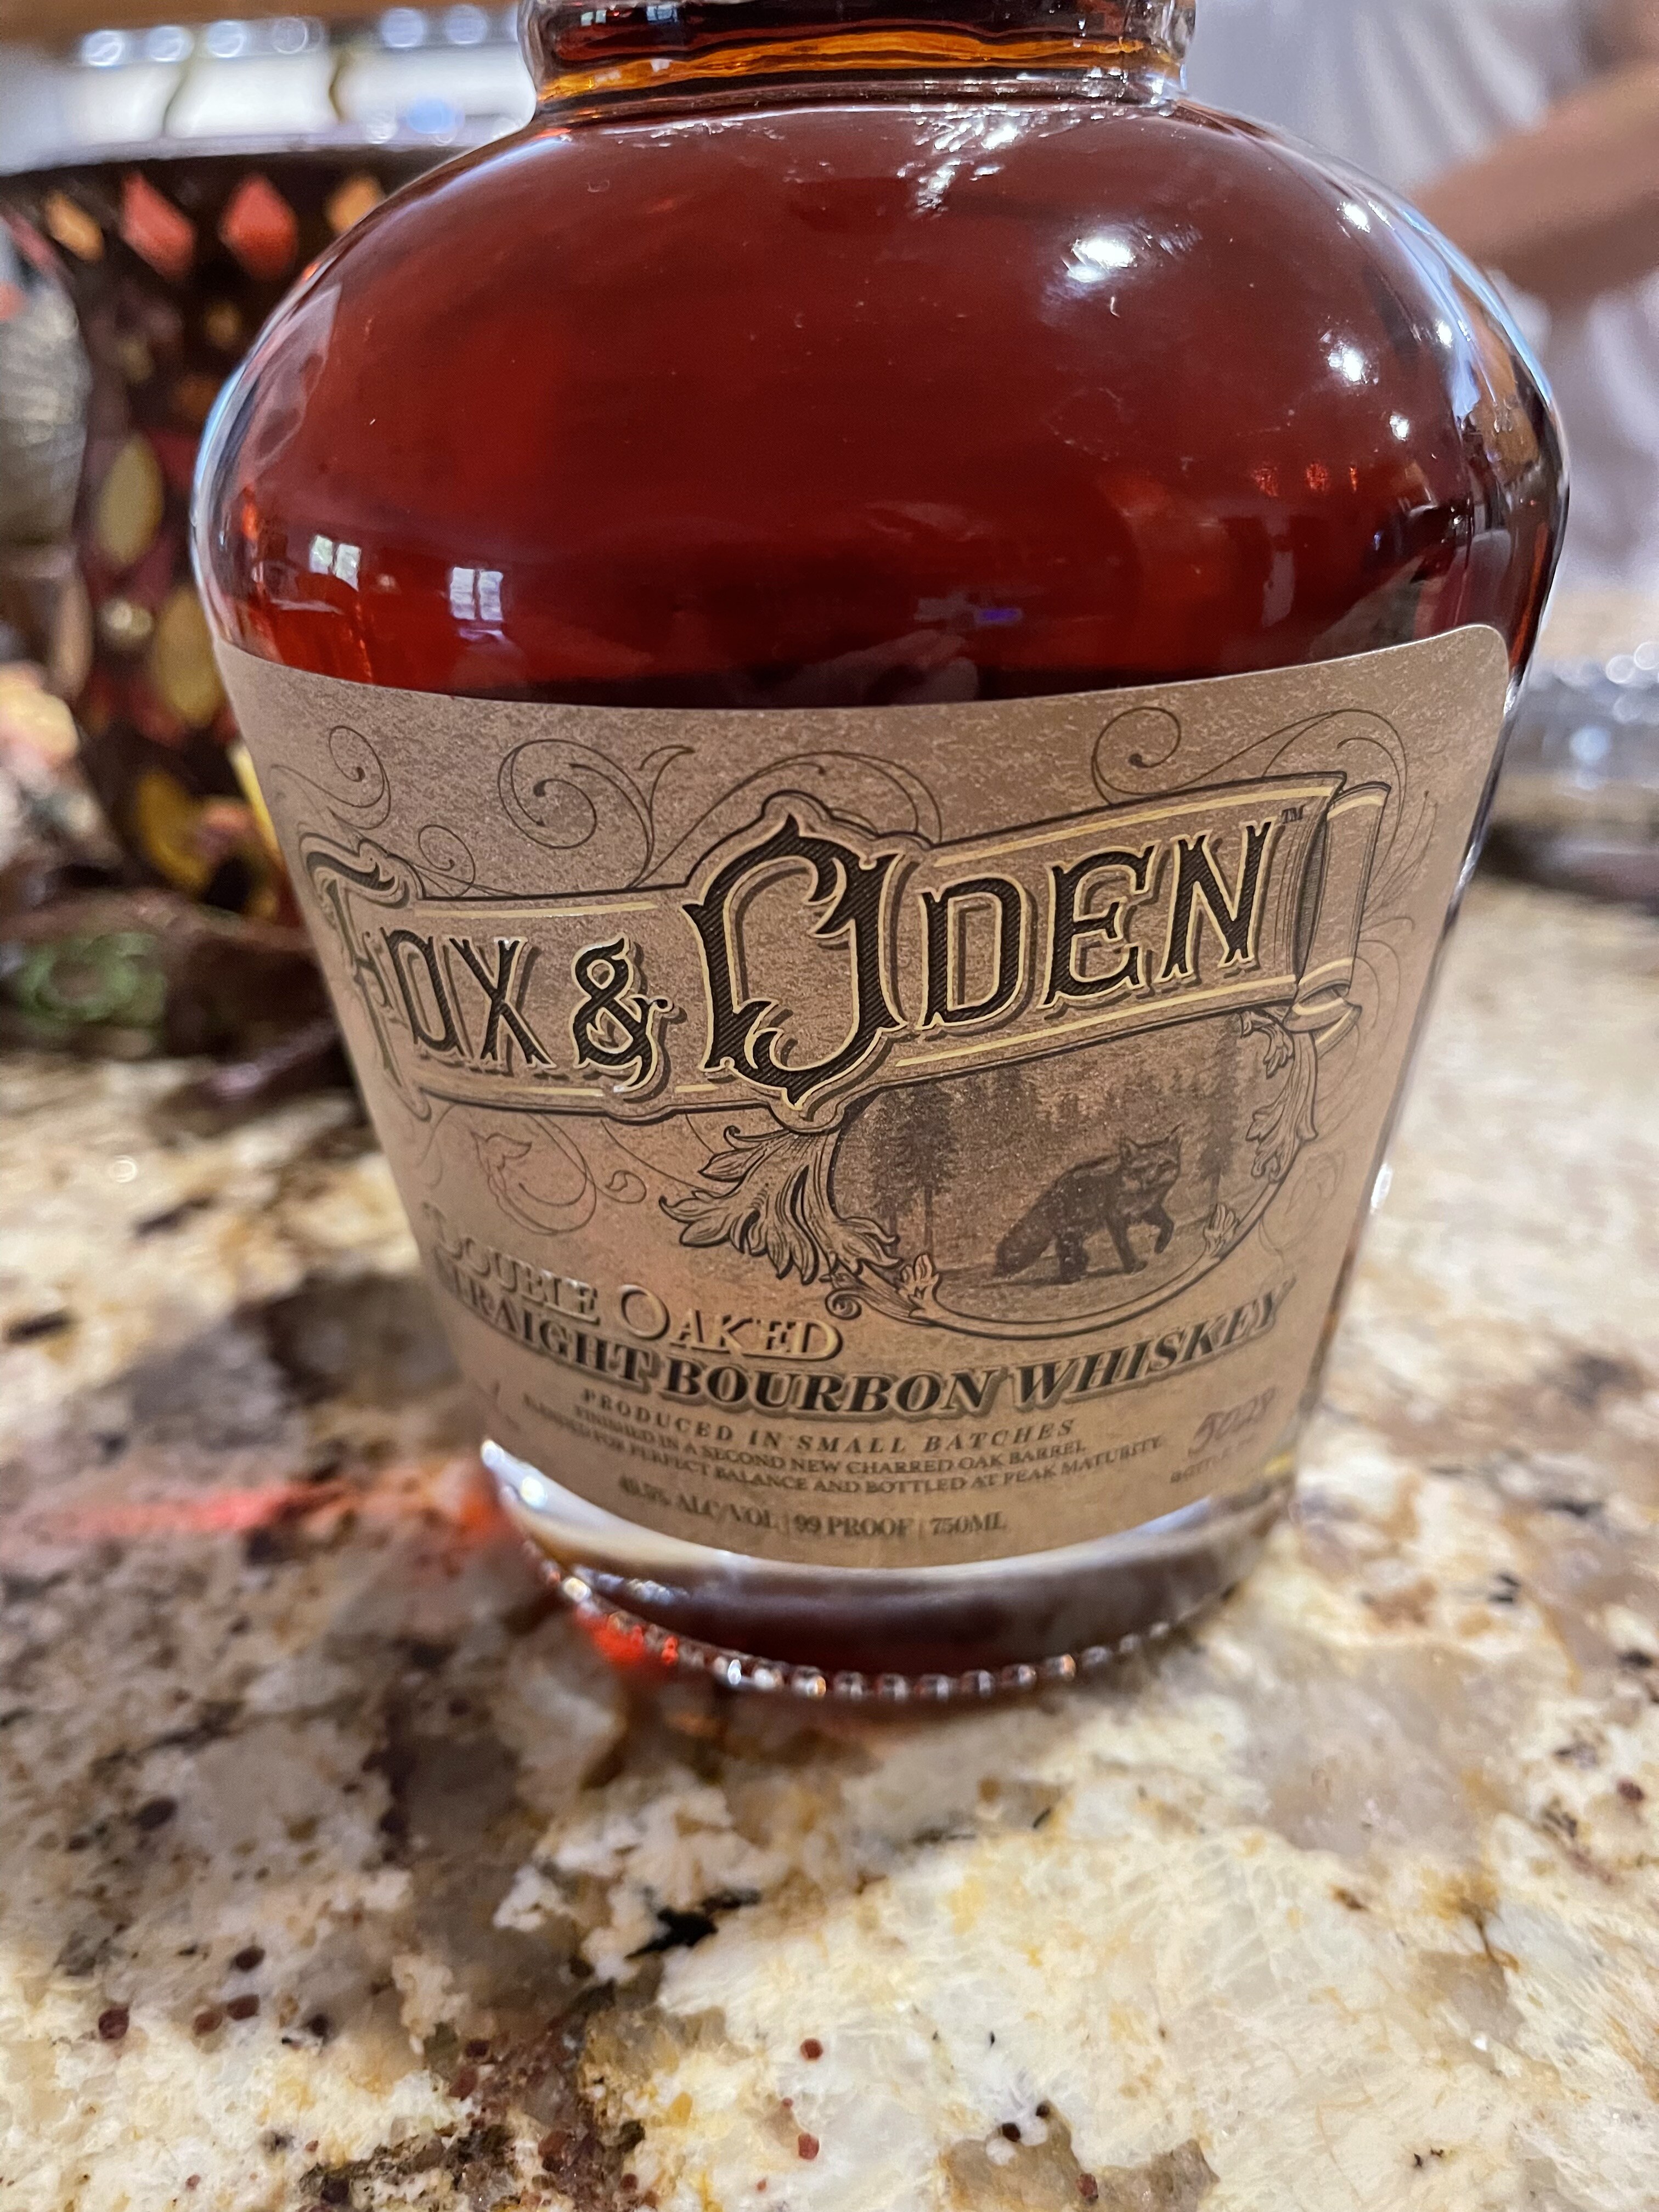 FOX & ODEN™
DOUBLE OAKED
STRAIGHT BOURBON WHISKEY
PRODUCED IN SMALL BATCHES
FINISHED IN A SECOND NEW CHARRED OAK BARREL
BLENDED FOR PERFECT BALANCE AND BOTTLED AT PEAK MATURITY
49.5% ALC/VOL | 99 PROOF | 750ML